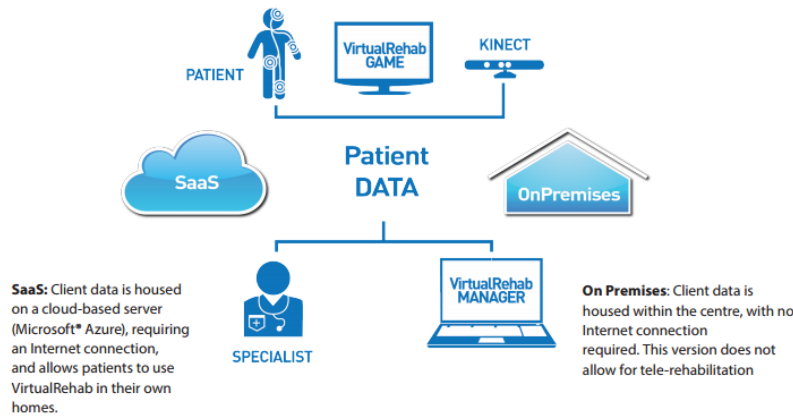 PATIENT
VirtualRehab
GAME
KINECT
SaaS
Patient
DATA
OnPremises
SaaS: Client data is housed
on a cloud-based server
(Microsoft® Azure), requiring
an Internet connection,
and allows patients to use
VirtualRehab in their own
homes.
SPECIALIST
VirtualRehab
MANAGER
On Premises: Client data is
housed within the centre, with no
Internet connection
required. This version does not
allow for tele-rehabilitation